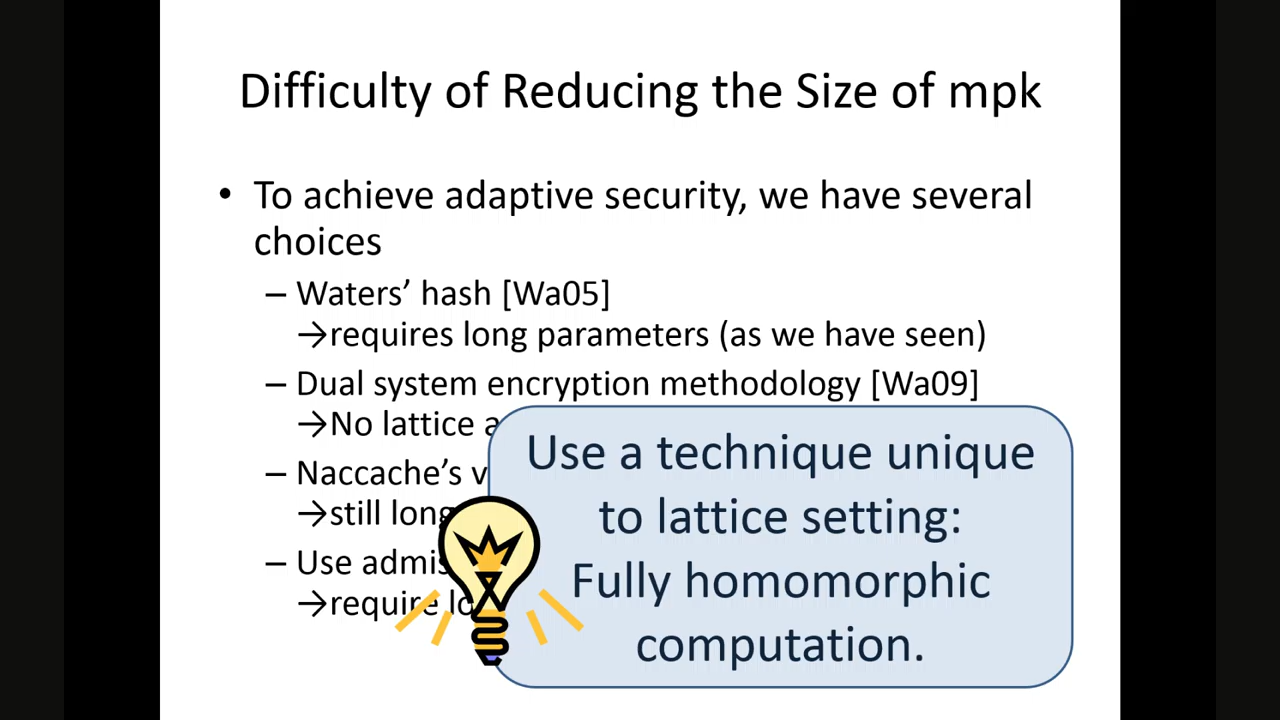 Difficulty of Reducing the Size of mpk
• To achieve adaptive security, we have several
choices
– Waters’ hash [Wa05]
→requires long parameters (as we have seen)
– Dual system encryption methodology [Wa09]
→No lattice
– Naccache’s
→still long
– Use
→require
Use a technique unique
to lattice setting:
Fully homomorphic
computation.